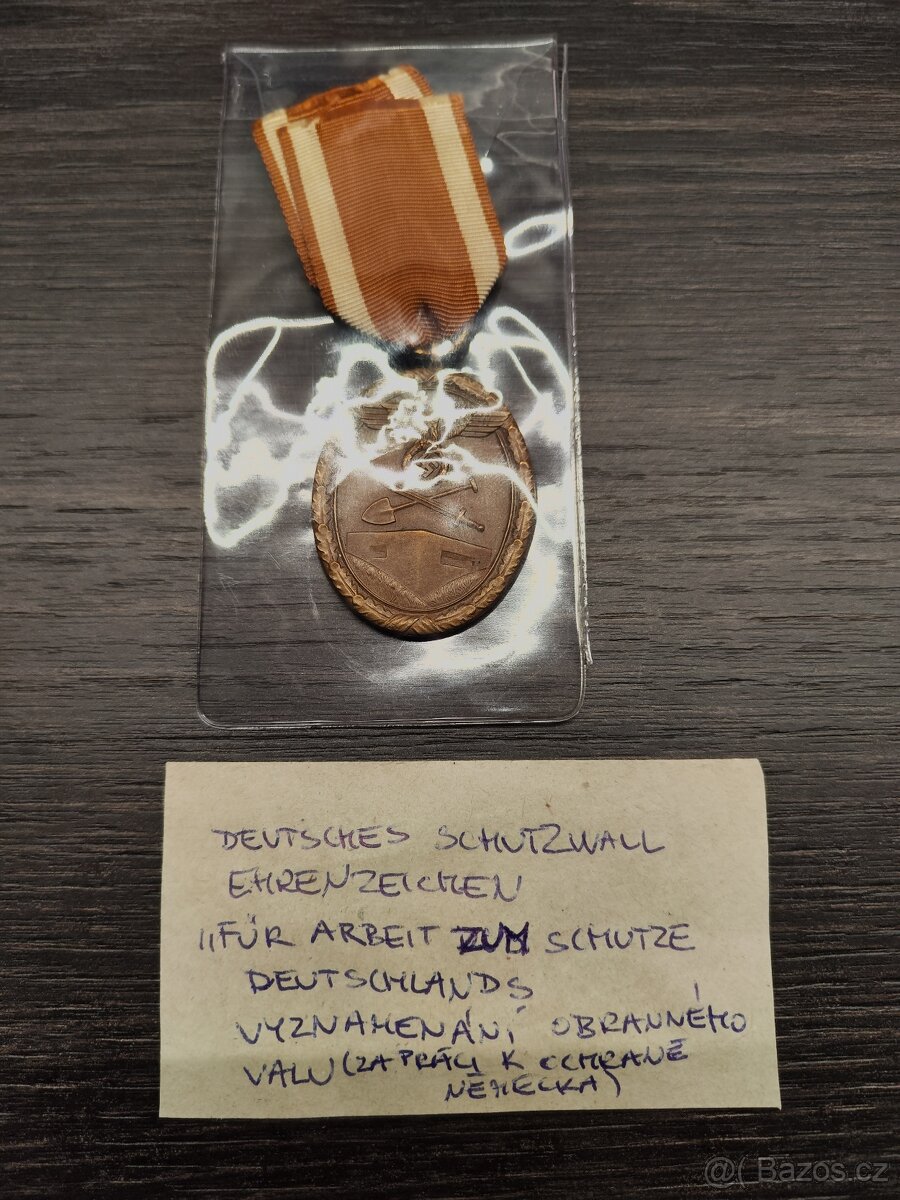 DEUTSCHES SCHUTZWALL
EHRENZEICHEN
„FÜR ARBEIT ZUM SCHUTZE
DEUTSCHLANDS
VYZNAMENÁNÍ OBRANNÉHO
VALU (ZA PRÁCI K OCHRANĚ
NĚMECKA)
@( Bazos.cz